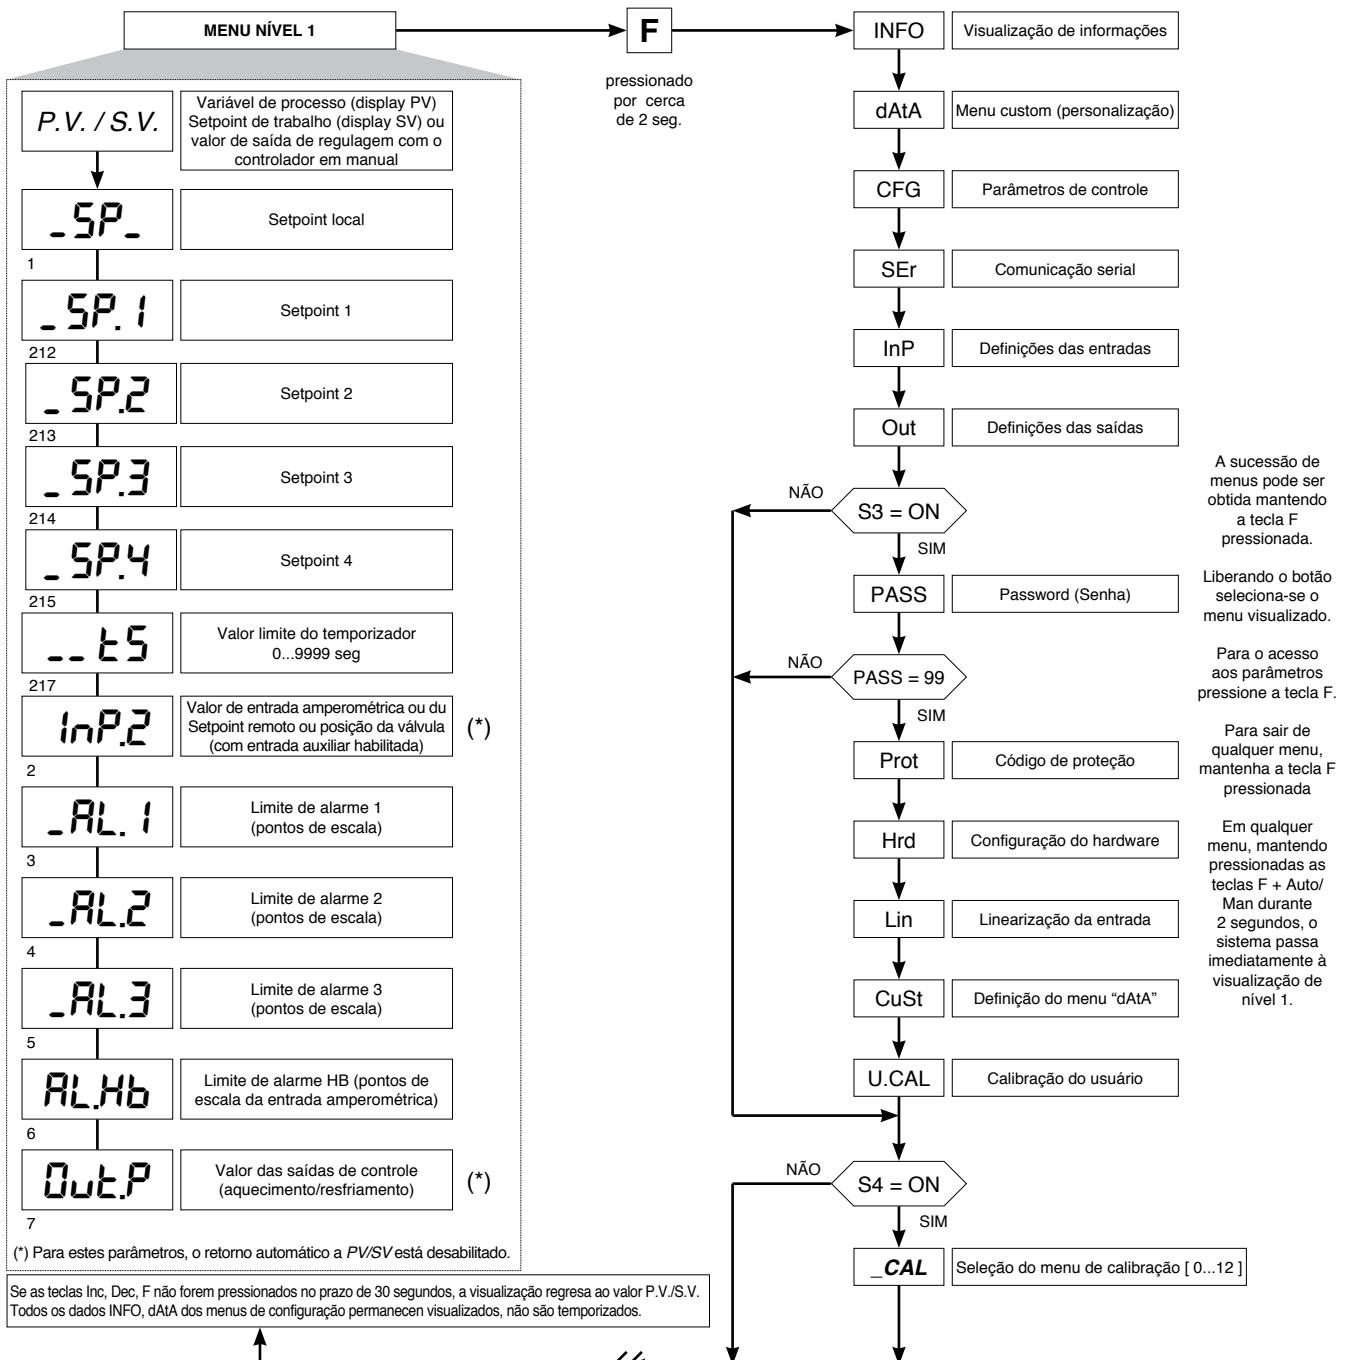 MENU NÍVEL 1
F
pressionado
por cerca
de 2 seg.
P.V. / S.V.
Variável de processo (display PV)
Setpoint de trabalho (display SV) ou
valor de saída de regulagem com o
controlador em manual
_SP_
Setpoint local
1
_SP.1
Setpoint 1
212
_SP.2
Setpoint 2
213
_SP.3
Setpoint 3
214
_SP.4
Setpoint 4
215
__tS
Valor limite do temporizador
0...9999 seg
217
InP.2
Valor de entrada amperométrica ou du
Setpoint remoto ou posição da válvula
(com entrada auxiliar habilitada)
(*)
2
_AL.1
Limite de alarme 1
(pontos de escala)
3
_AL.2
Limite de alarme 2
(pontos de escala)
4
_AL.3
Limite de alarme 3
(pontos de escala)
5
AL.Hb
Limite de alarme HB (pontos de
escala da entrada amperométrica)
6
Out.P
Valor das saídas de controle
(aquecimento/resfriamento)
(*)
7
(*) Para estes parâmetros, o retorno automático a PV/SV está desabilitado.
Se as teclas Inc, Dec, F não forem pressionados no prazo de 30 segundos, a visualização regresa ao valor P.V./S.V.
Todos os dados INFO, dAtA dos menus de configuração permanecen visualizados, não são temporizados.
INFO
Visualização de informações
dAtA
Menu custom (personalização)
CFG
Parâmetros de controle
SEr
Comunicação serial
InP
Definições das entradas
Out
Definições das saídas
NÃO
S3 = ON
SIM
PASS
Password (Senha)
NÃO
PASS = 99
SIM
Prot
Código de proteção
Hrd
Configuração do hardware
Lin
Linearização da entrada
CuSt
Definição do menu “dAtA”
U.CAL
Calibração do usuário
NÃO
S4 = ON
SIM
_CAL
Seleção do menu de calibração [ 0...12 ]
A sucessão de
menus pode ser
obtida mantendo
a tecla F
pressionada.
Liberando o botão
seleciona-se o
menu visualizado.
Para o acesso
aos parâmetros
pressione a tecla F.
Para sair de
qualquer menu,
mantenha a tecla F
pressionada
Em qualquer
menu, mantendo
pressionadas as
teclas F + Auto/
Man durante
2 segundos, o
sistema passa
imediatamente à
visualização de
nível 1.